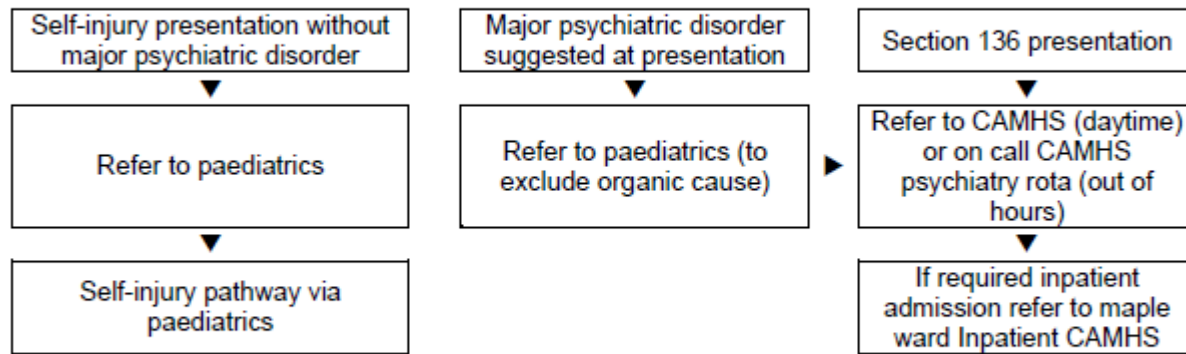 Self-injury presentation without
major psychiatric disorder
Major psychiatric disorder
suggested at presentation
Section 136 presentation
Refer to paediatrics
Refer to paediatrics (to
exclude organic cause)
Refer to CAMHS (daytime)
or on call CAMHS
psychiatry rota (out of
hours)
Self-injury pathway via
paediatrics
If required inpatient
admission refer to maple
ward Inpatient CAMHS